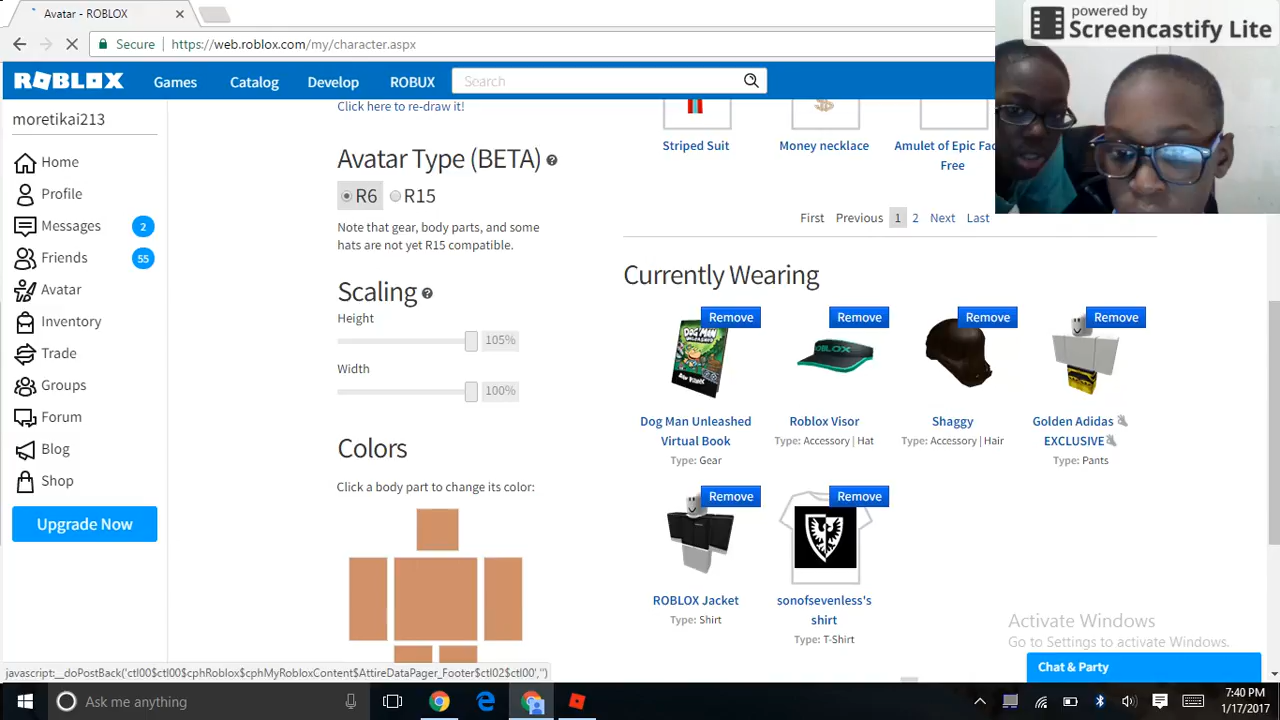 Avatar - ROBLOX
powered by
Screencastify Lite
Secure
https://web.roblox.com/my/character.aspx
ROBLOX
Games
Catalog
Develop
ROBUX
Search
moretikai213
Home
Profile
Messages
2
Friends
55
Avatar
Inventory
Trade
Groups
Forum
Blog
Shop
Upgrade Now
Click here to re-draw it!
Avatar Type (BETA)
R6
R15
Note that gear, body parts, and some
hats are not yet R15 compatible.
Scaling
Height
105%
Width
100%
Colors
Click a body part to change its color:
Striped Suit
Money necklace
Amulet of Epic
Free
First
Previous
1
2
Next
Last
Currently Wearing
Remove
Remove
Remove
Remove
DOG MAN
UNLEASHED
ROBLOX
Dog Man Unleashed
Virtual Book
Type: Gear
Roblox Visor
Type: Accessory | Hat
Shaggy
Type: Accessory | Hair
Golden Adidas
EXCLUSIVE
Type: Pants
Remove
Remove
ROBLOX Jacket
Type: Shirt
sonofsevenless's
shirt
Type: T-Shirt
Activate Windows
Go to Settings to activate Windows.
Chat & Party
javascript:__doPostBack('ctl00$ctl00$cphRoblox$cphMyRobloxContent$AttireDataPager_Footer$ctl02$ctl00','')
Ask me anything
7:40 PM
1/17/2017